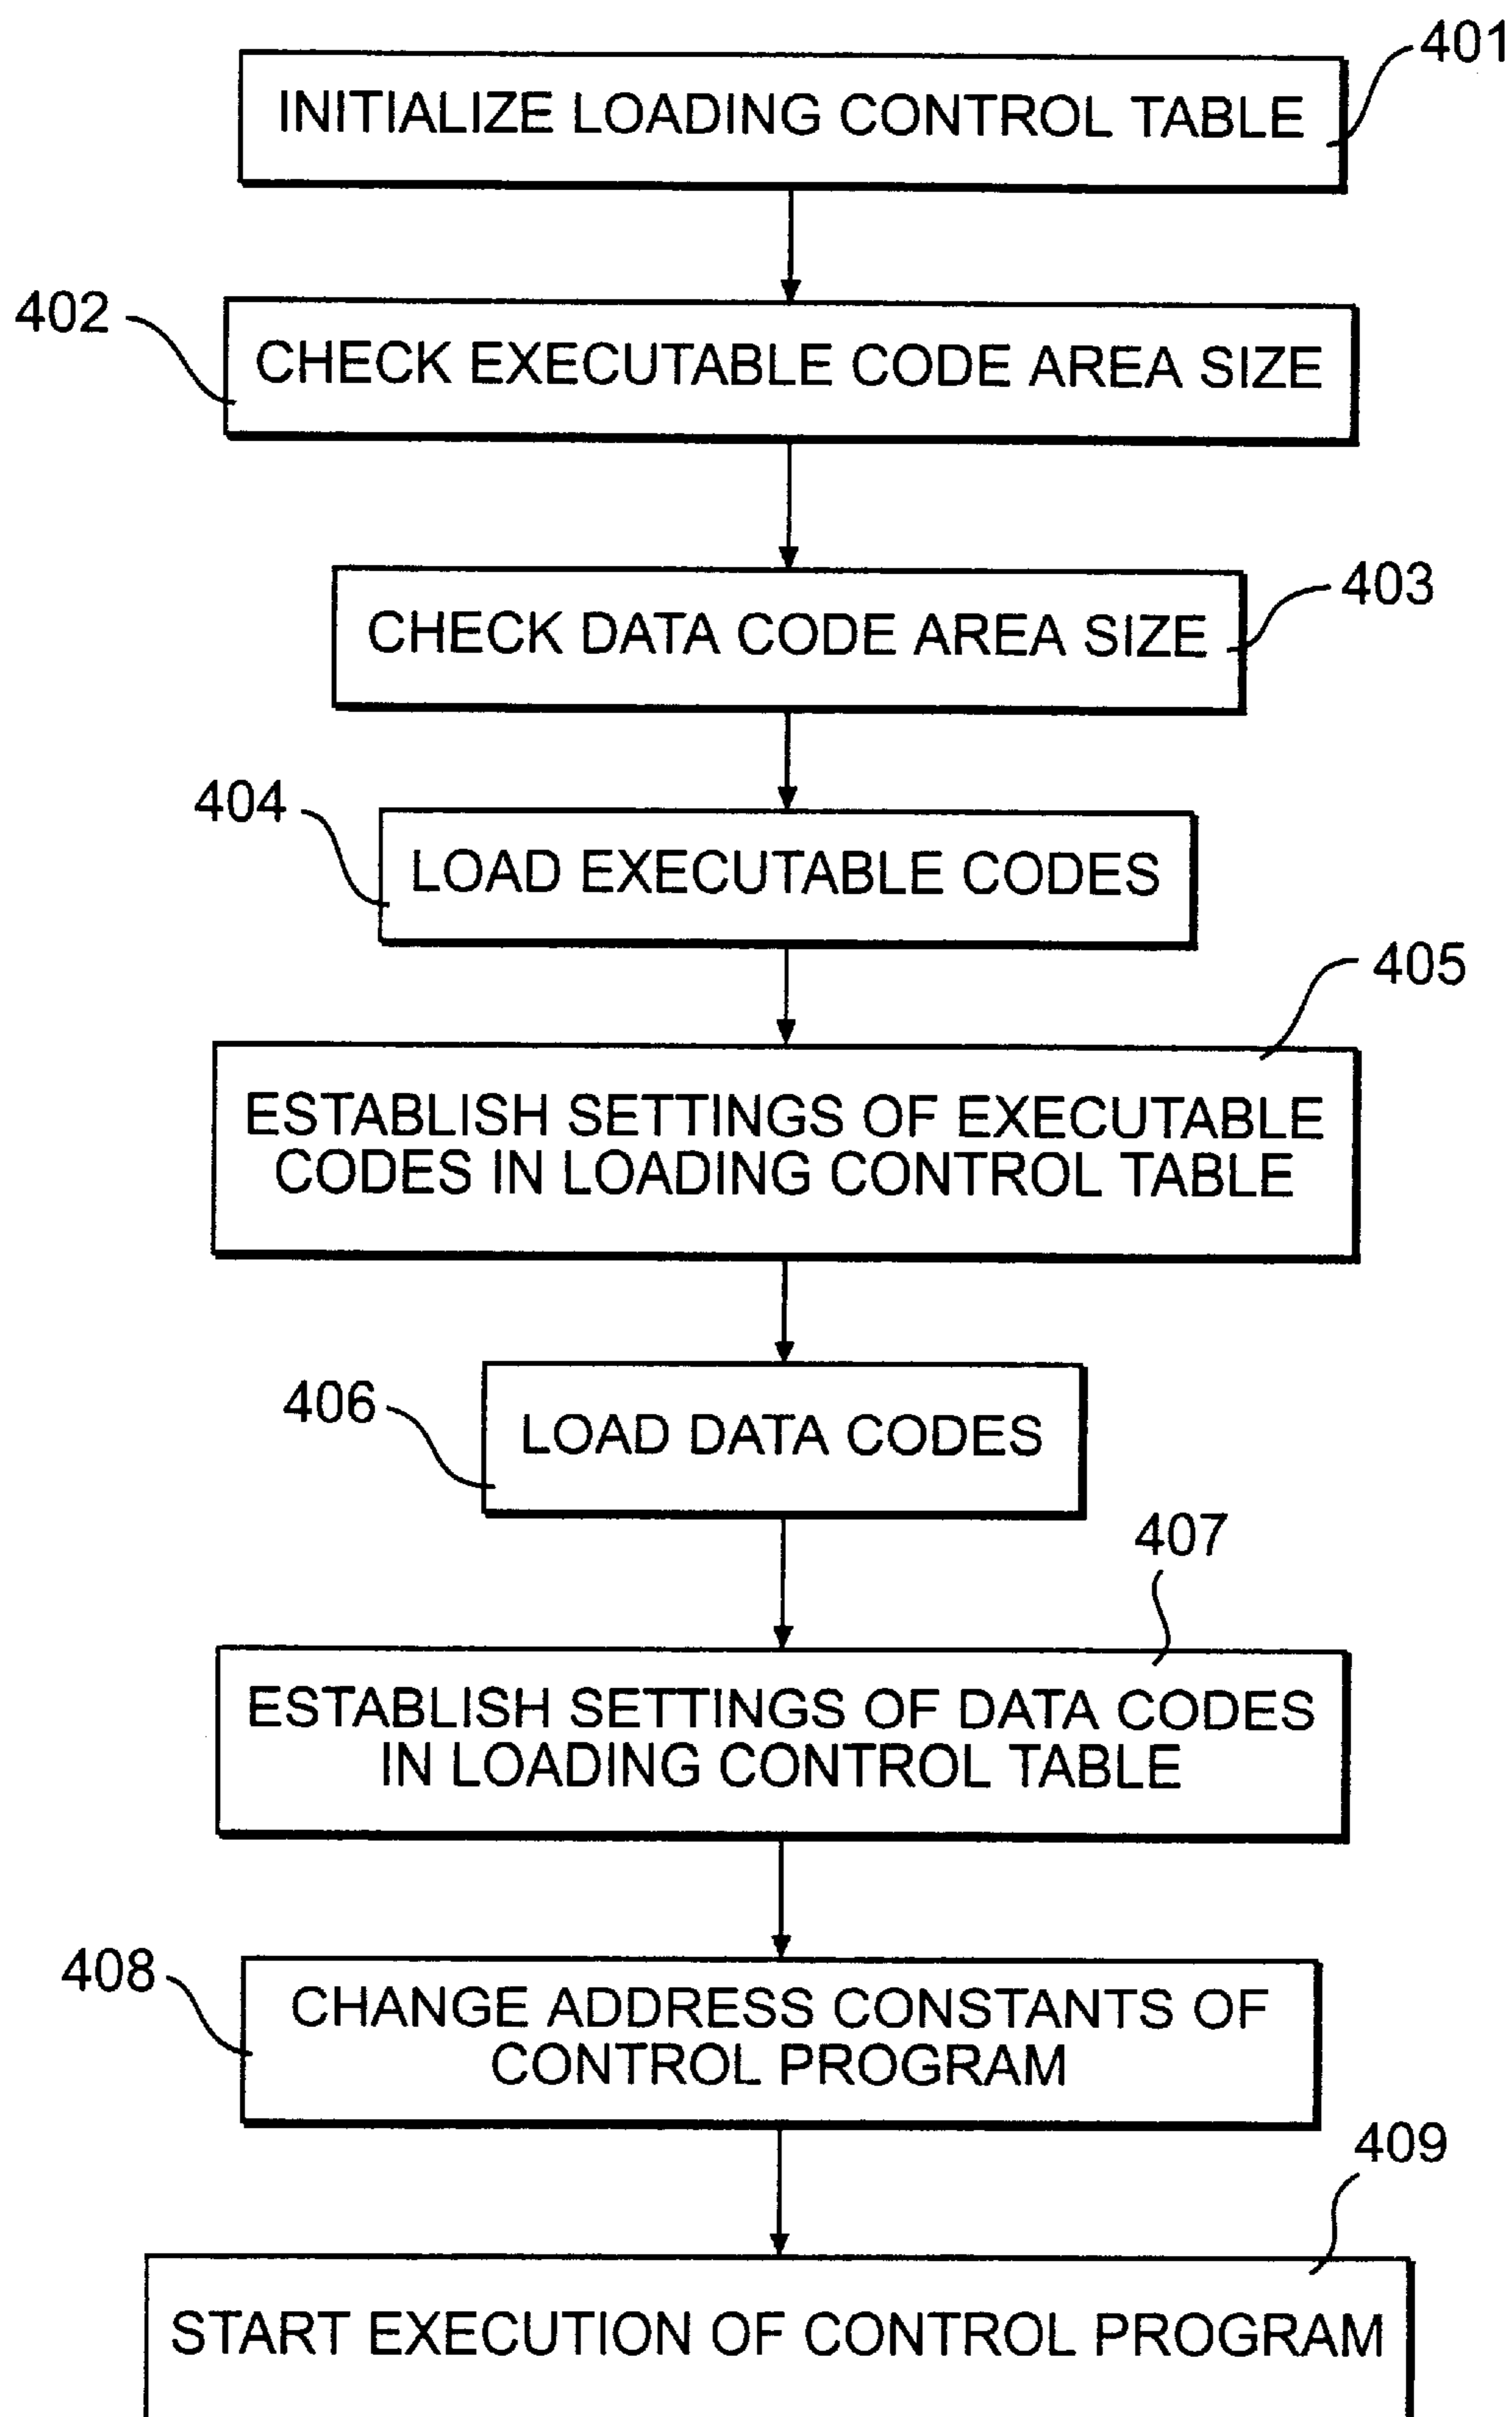 401
INITIALIZE LOADING CONTROL TABLE
402
CHECK EXECUTABLE CODE AREA SIZE
403
CHECK DATA CODE AREA SIZE
404
LOAD EXECUTABLE CODES
405
ESTABLISH SETTINGS OF EXECUTABLE
CODES IN LOADING CONTROL TABLE
406
LOAD DATA CODES
407
ESTABLISH SETTINGS OF DATA CODES
IN LOADING CONTROL TABLE
408
CHANGE ADDRESS CONSTANTS OF
CONTROL PROGRAM
409
START EXECUTION OF CONTROL PROGRAM